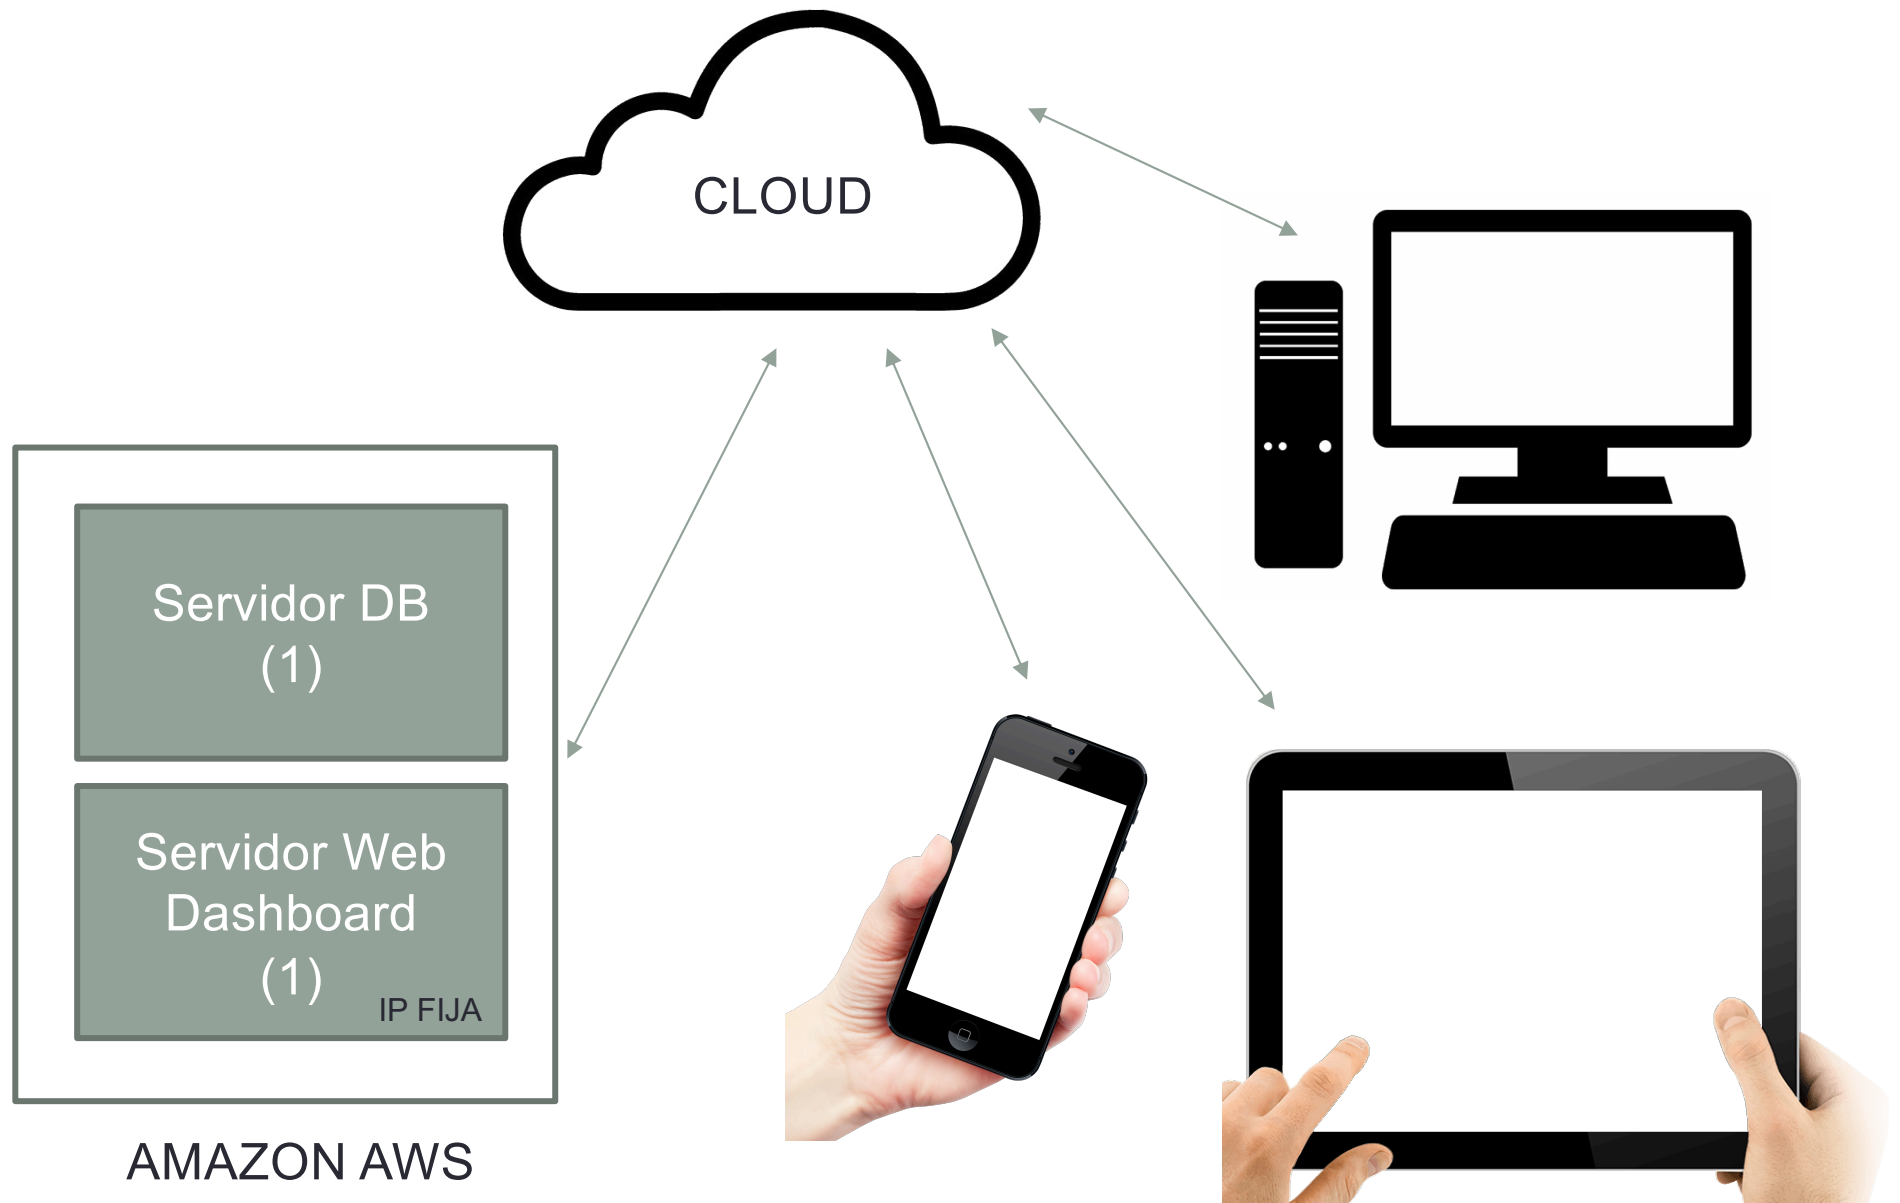 CLOUD
Servidor DB
(1)
Servidor Web
Dashboard
(1)
IP FIJA
AMAZON AWS